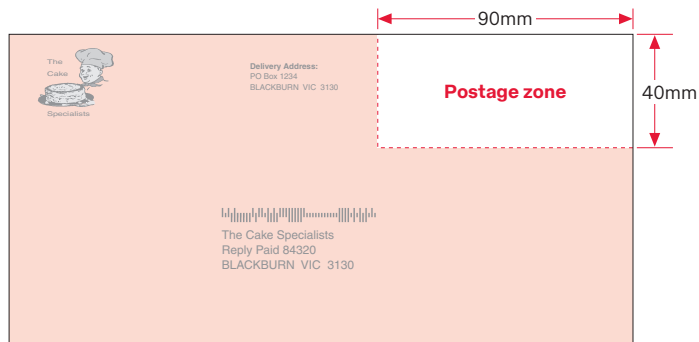 90mm
The
Cake
Specialists
Delivery Address:
PO Box 1234
BLACKBURN VIC 3130
Postage zone
40mm
The Cake Specialists
Reply Paid 84320
BLACKBURN VIC 3130